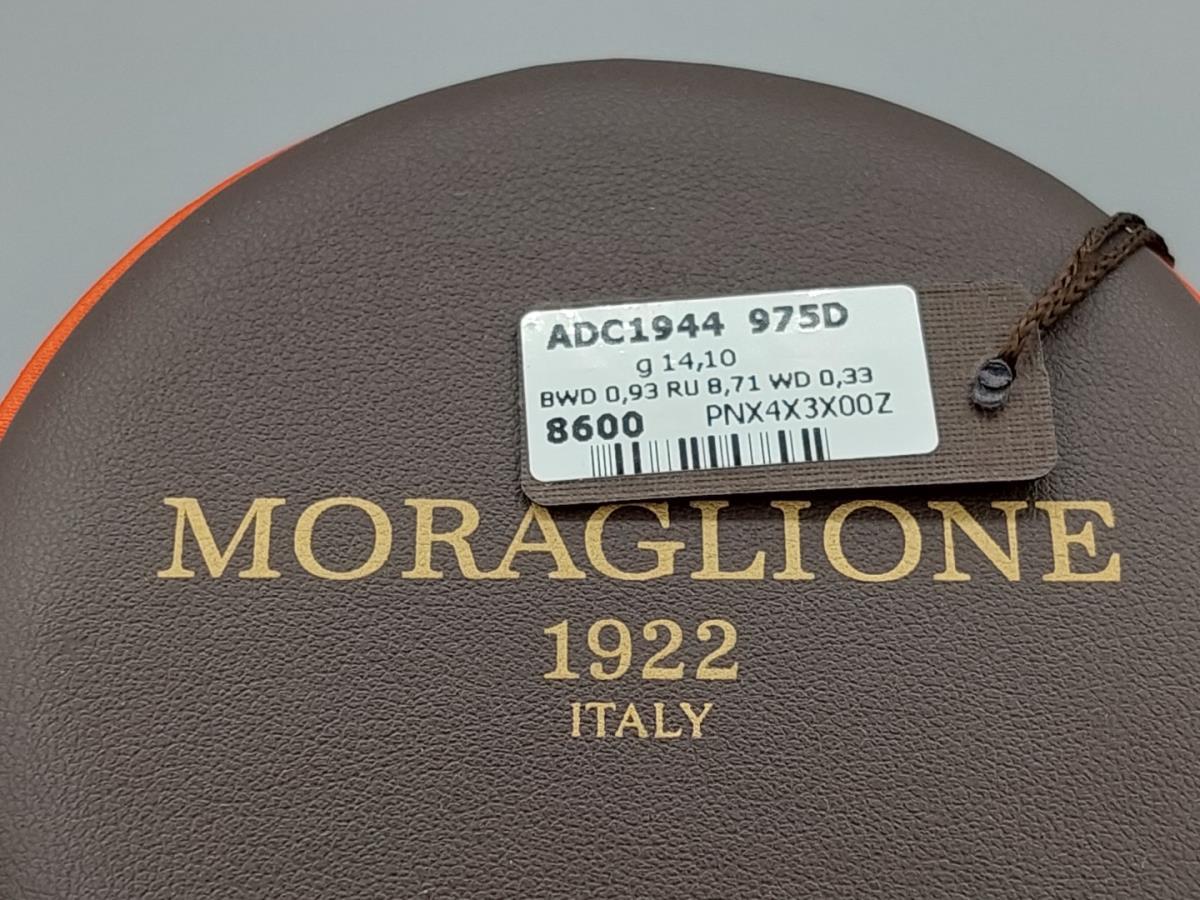 ADC1944 975D
g 14,10
BWD 0,93 RU 8,71 WD 0,33
8600 PNX4X3X00Z
MORAGLIONE
1922
ITALY